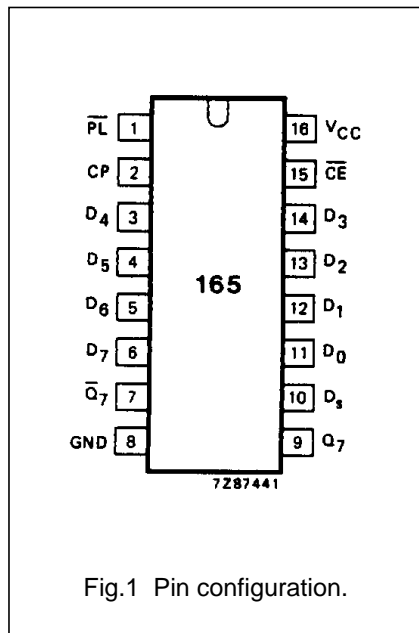 PL 1 16 VCC
CP 2 15 CE
D4 3 14 D3
D5 4 13 D2
165
D6 5 12 D1
D7 6 11 D0
Q7 7 10 Ds
GND 8 9 Q7
7Z87441
Fig.1 Pin configuration.